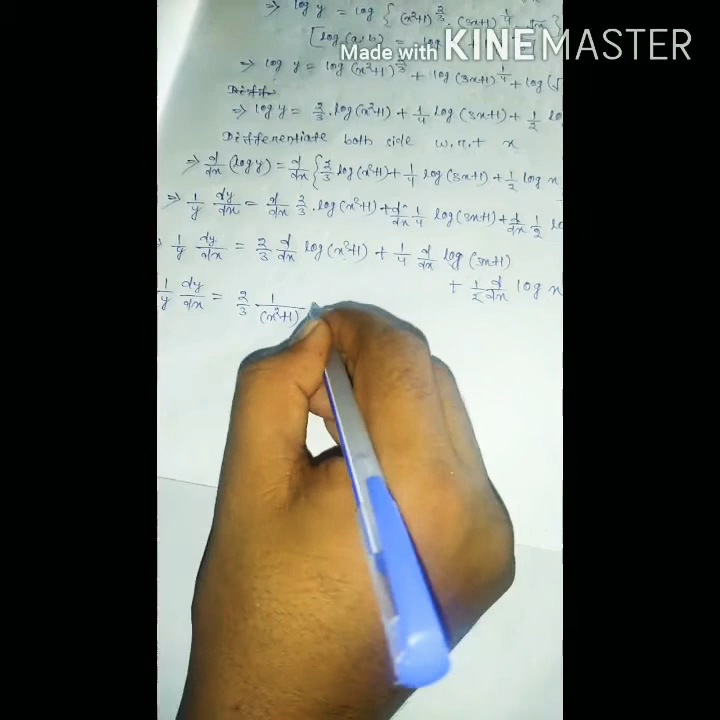 ⇒ log y = log { (x²+1)^2/3 . (3x+1)^1/4
[log (a.b) = log
Made with KINEMASTER
⇒ log y = log (x²+1)^2/3 + log (3x+1)^1/4 + log (√
⇒ log y = 2/3 . log (x²+1) + 1/4 log (3x+1) + 1/2 lo
Differentiate both side w.r.t x
⇒ d/dx (log y) = d/dx { 2/3 log (x²+1) + 1/4 log (3x+1) + 1/2 log x
⇒ 1/y dy/dx = d/dx 2/3 . log (x²+1) + d/dx 1/4 log (3x+1) + d/dx 1/2 lo
1/y dy/dx = 2/3 d/dx log (x²+1) + 1/4 d/dx log (3x+1)
+ 1/2 d/dx log x
1/y dy/dx = 2/3 1/(x²+1)